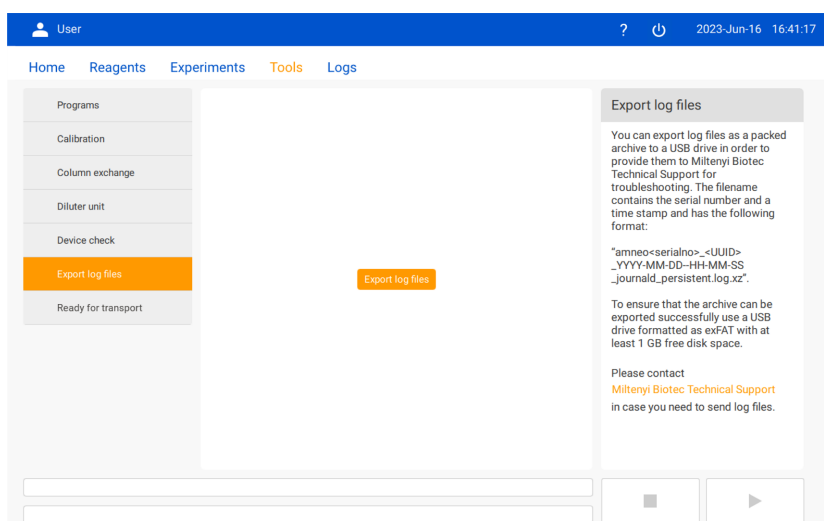 User
? 2023-Jun-16 16:41:17
Home Reagents Experiments Tools Logs
Programs
Calibration
Column exchange
Diluter unit
Device check
Export log files
Ready for transport
Export log files
Export log files
You can export log files as a packed
archive to a USB drive in order to
provide them to Miltenyi Biotec
Technical Support for
troubleshooting. The filename
contains the serial number and a
time stamp and has the following
format:
“amneo<serialno>_<UUID>
_YYYY-MM-DD--HH-MM-SS
_journald_persistent.log.xz”.
To ensure that the archive can be
exported successfully use a USB
drive formatted as exFAT with at
least 1 GB free disk space.
Please contact
Miltenyi Biotec Technical Support
in case you need to send log files.